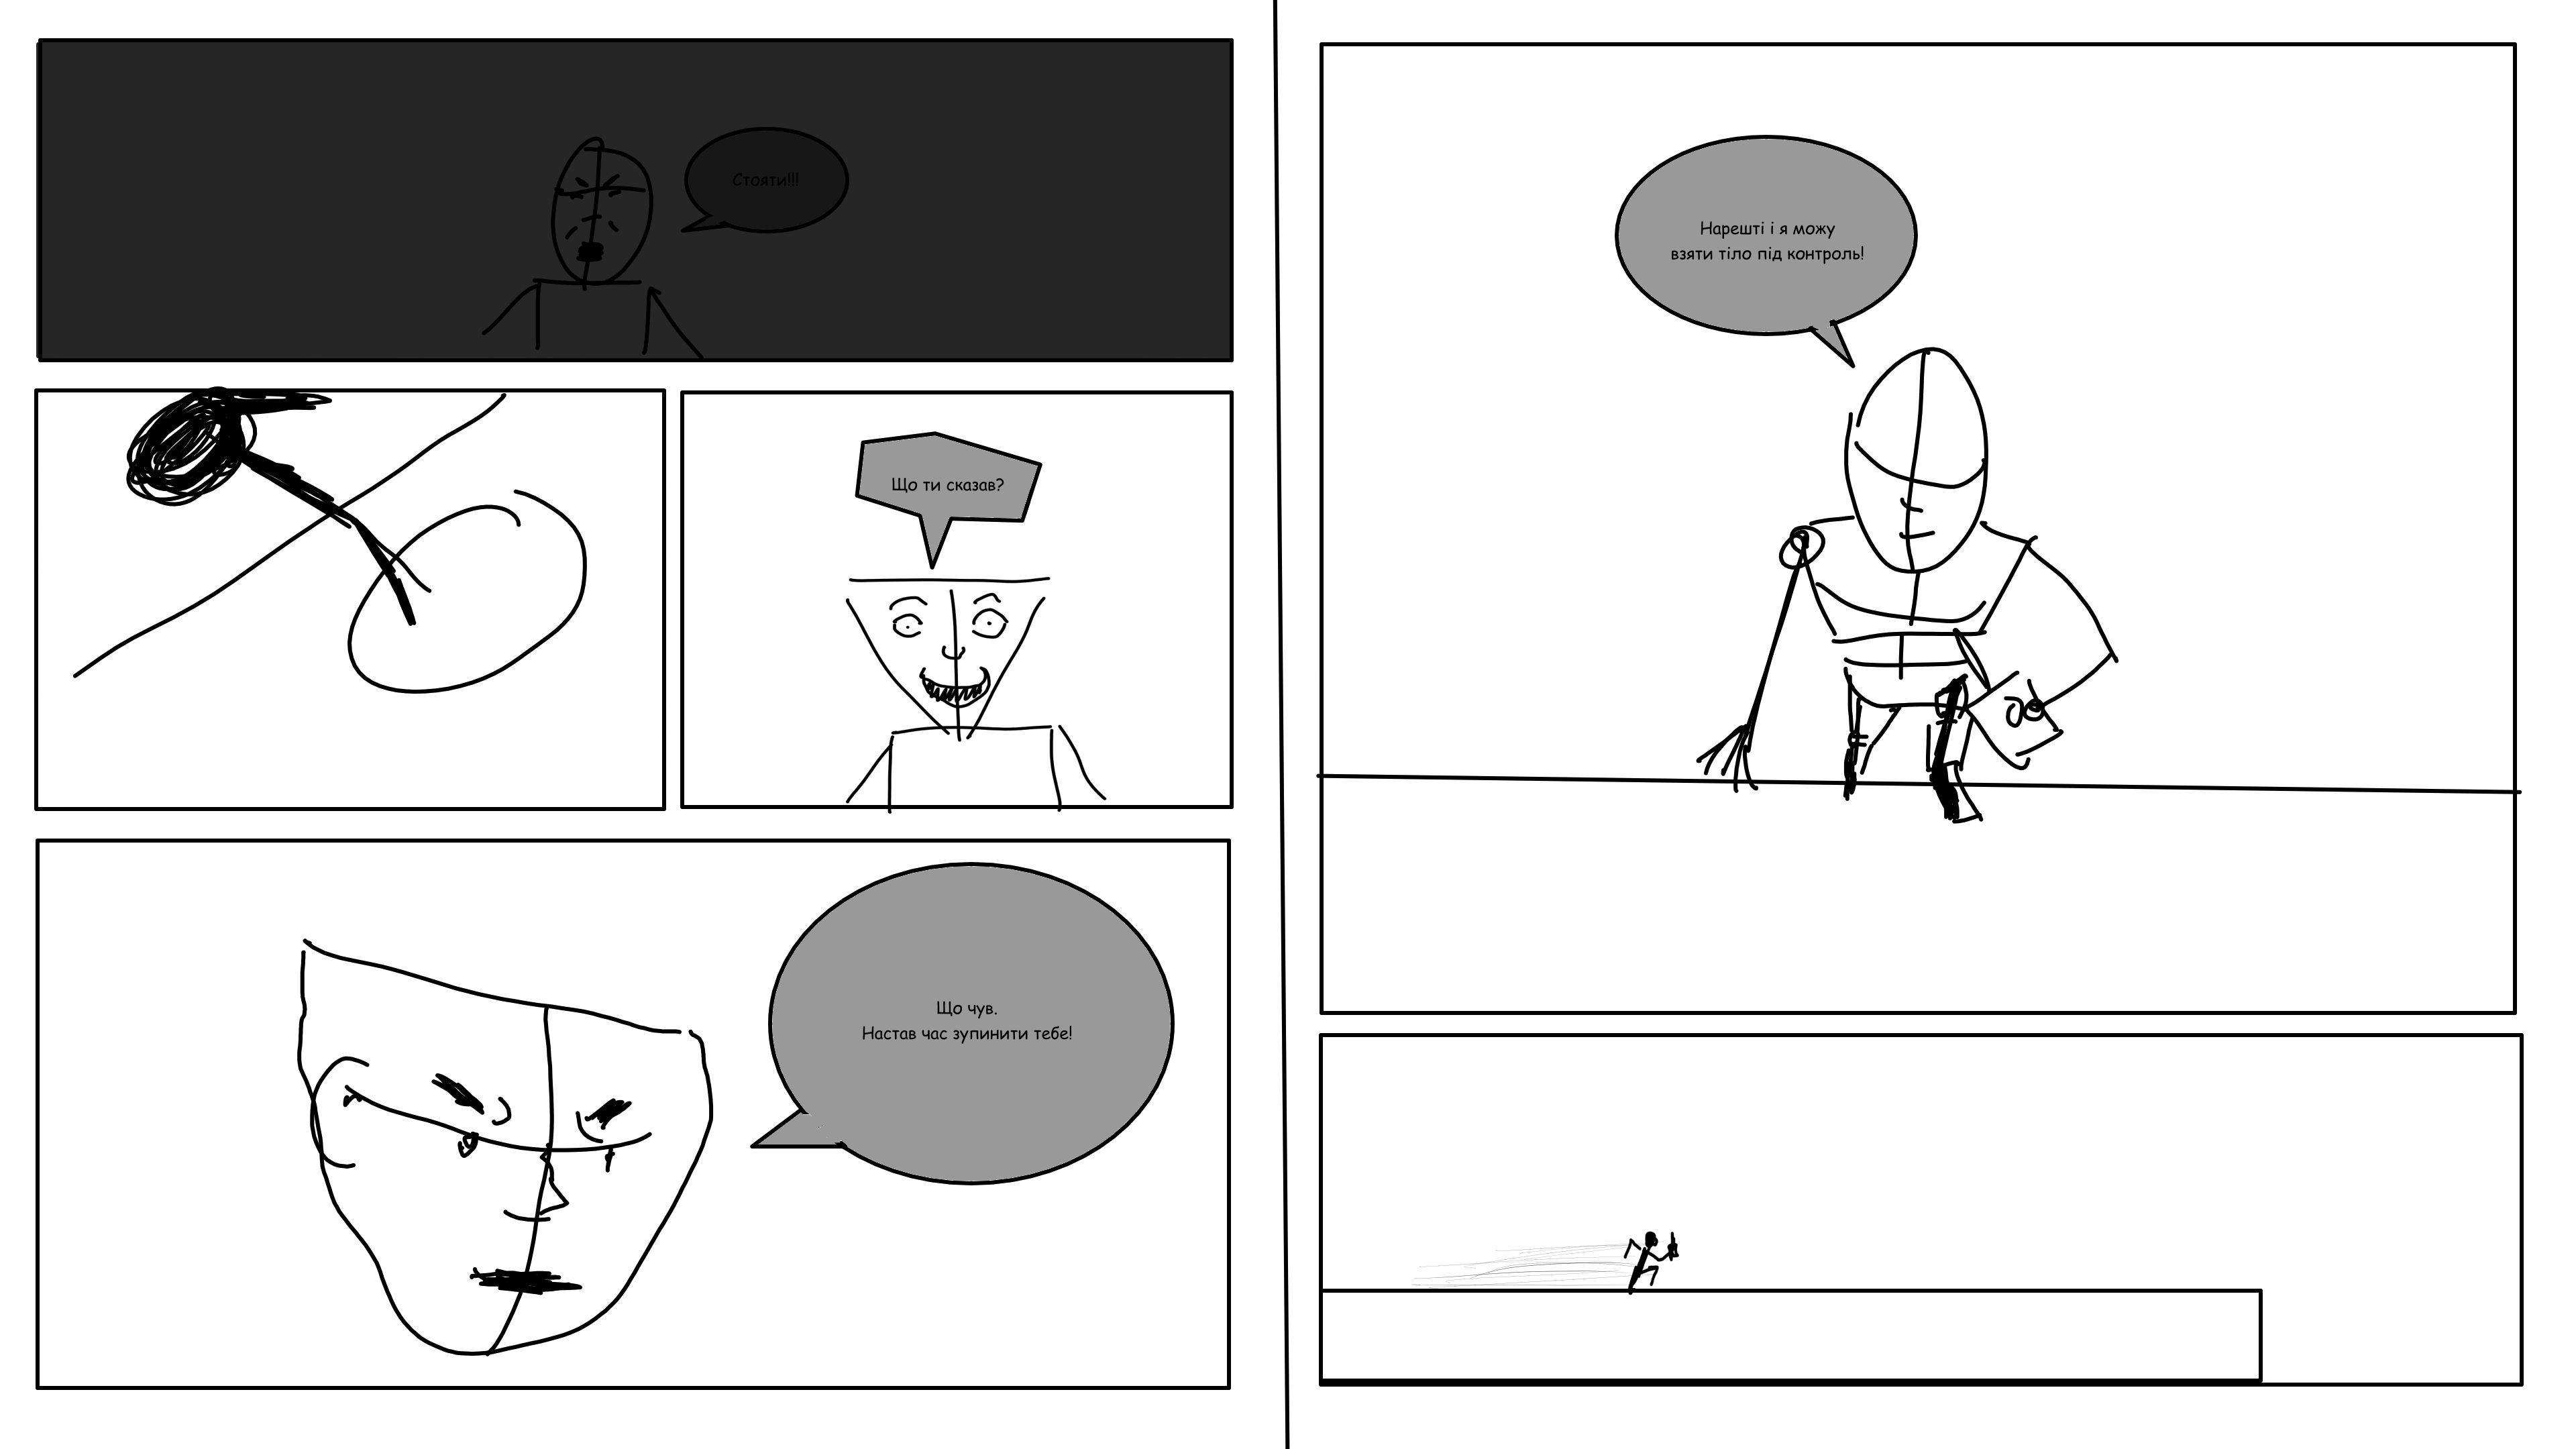 Стояти!!!
Що ти сказав?
Що чув.
Настав час зупинити тебе!
Нарешті і я можу
взяти тіло під контроль!